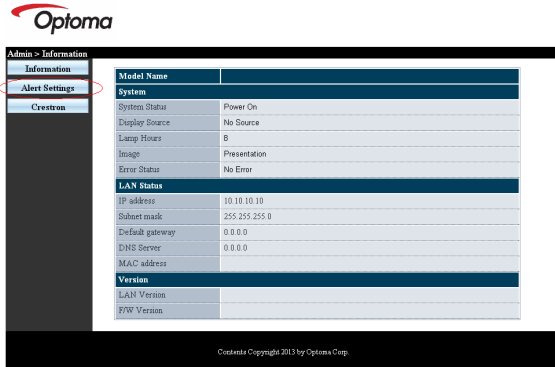 Optoma
Admin > Information
Information
Alert Settings
Crestron
Model Name
System
System Status Power On
Display Source No Source
Lamp Hours 8
Image Presentation
Error Status No Error
LAN Status
IP address 10.10.10.10
Subnet mask 255.255.255.0
Default gateway 0.0.0.0
DNS Server 0.0.0.0
MAC address
Version
LAN Version
F/W Version
Contents Copyright 2013 by Optoma Corp.